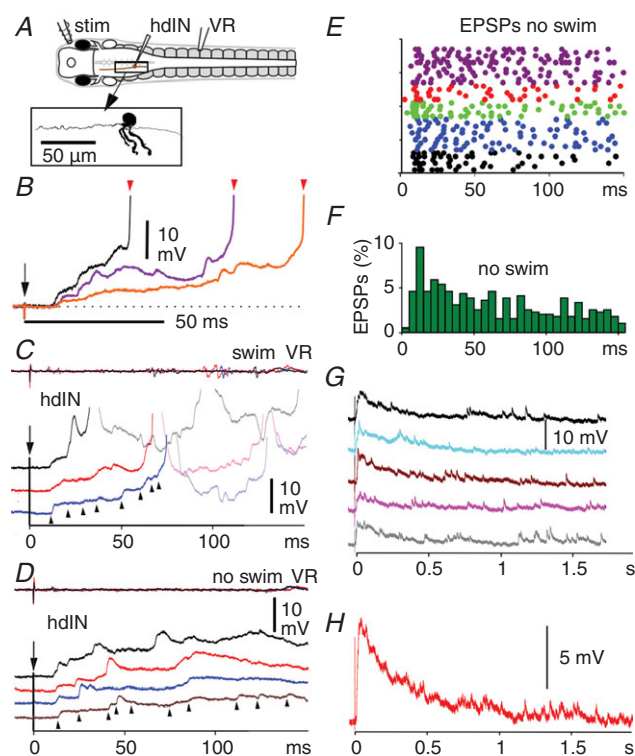 A
stim
hdIN
VR
50 µm
B
10 mV
50 ms
C
swim VR
hdIN
10 mV
0 50 100 ms
D
no swim VR
hdIN
10 mV
0 40 80 120 ms
E
EPSPs no swim
0 50 100 ms
F
EPSPs (%)
no swim
10
5
0
0 50 100 ms
G
10 mV
0 0.5 1 1.5 s
H
5 mV
0 0.5 1 1.5 s